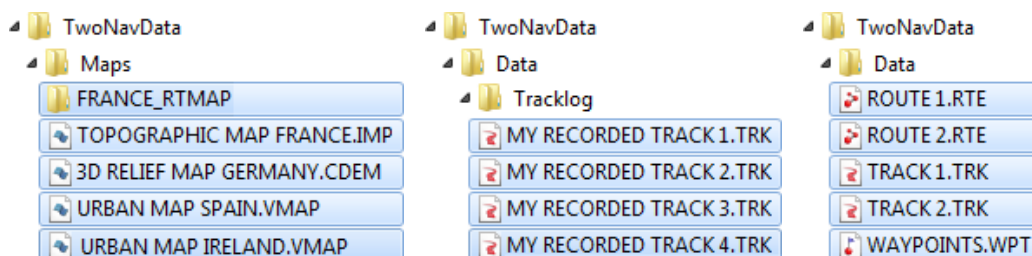 TwoNavData
Maps
FRANCE_RTMAP
TOPOGRAPHIC MAP FRANCE.IMP
3D RELIEF MAP GERMANY.CDEM
URBAN MAP SPAIN.VMAP
URBAN MAP IRELAND.VMAP
TwoNavData
Data
Tracklog
MY RECORDED TRACK 1.TRK
MY RECORDED TRACK 2.TRK
MY RECORDED TRACK 3.TRK
MY RECORDED TRACK 4.TRK
TwoNavData
Data
ROUTE 1.RTE
ROUTE 2.RTE
TRACK 1.TRK
TRACK 2.TRK
WAYPOINTS.WPT